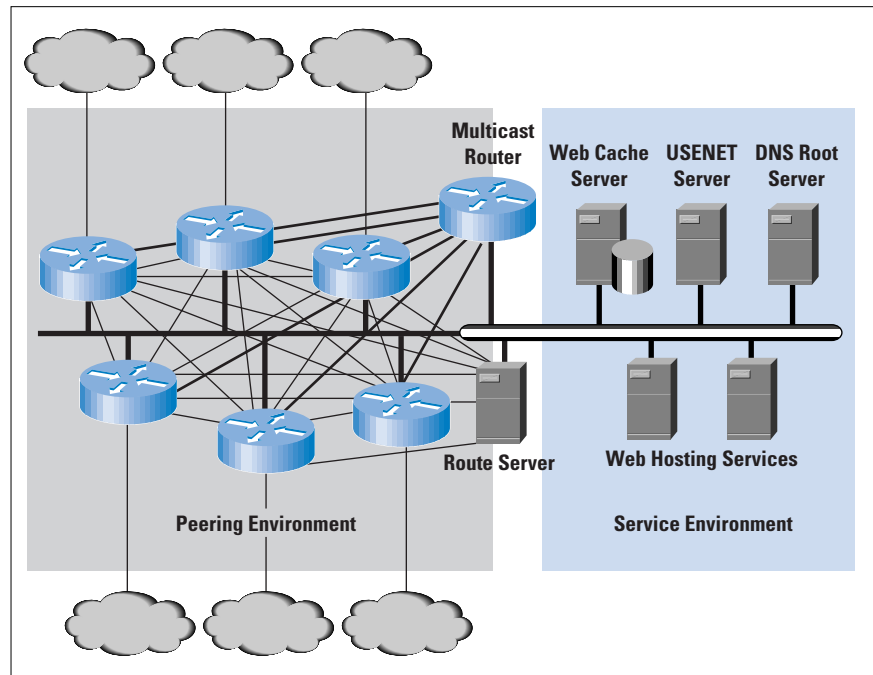 Multicast
Router
Web Cache
Server
USENET
Server
DNS Root
Server
Route Server
Web Hosting Services
Peering Environment
Service Environment